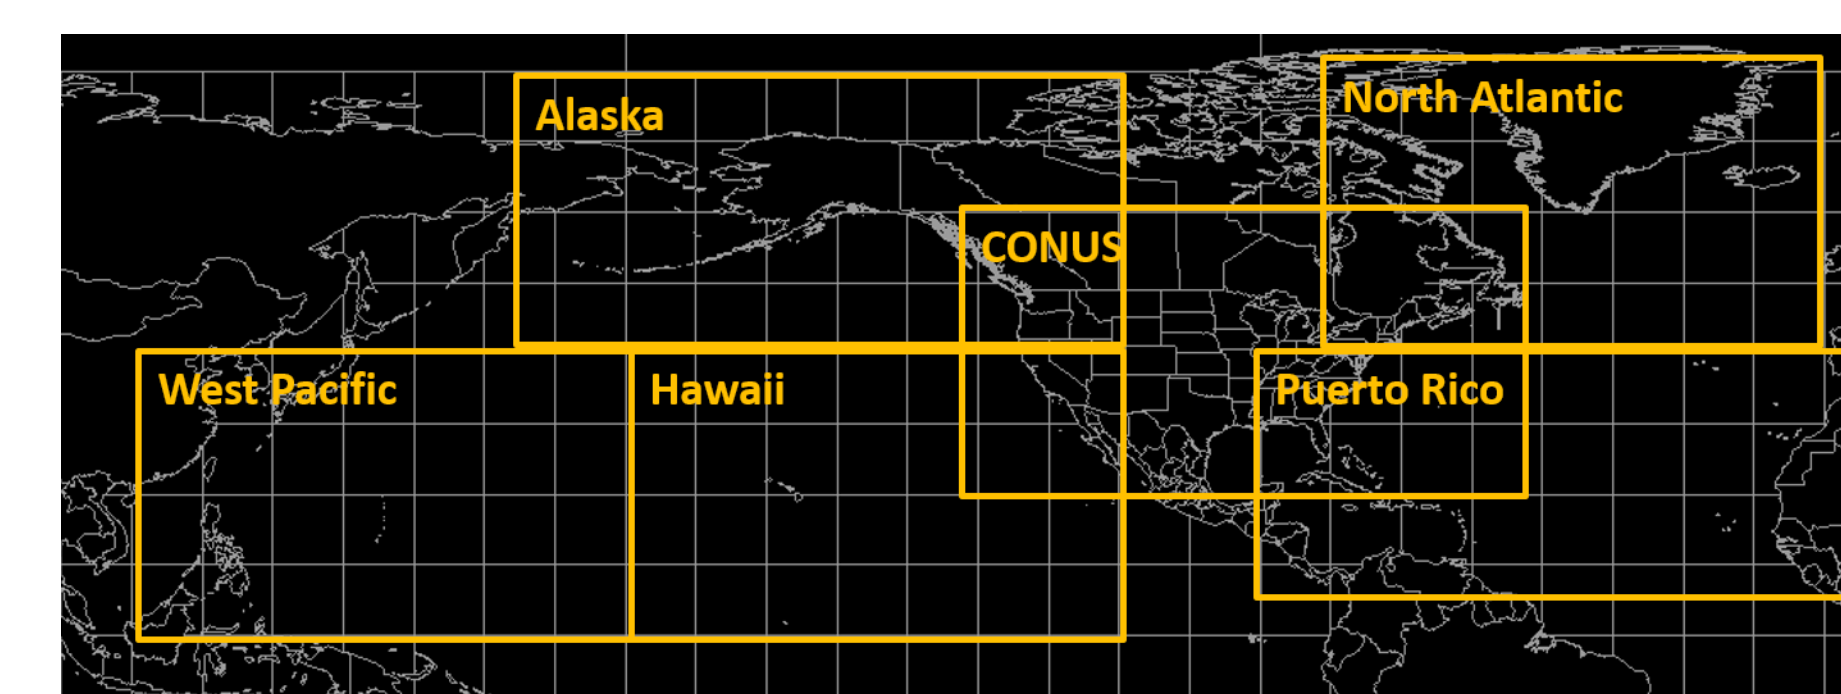 Alaska
North Atlantic
CONUS
West Pacific
Hawaii
Puerto Rico